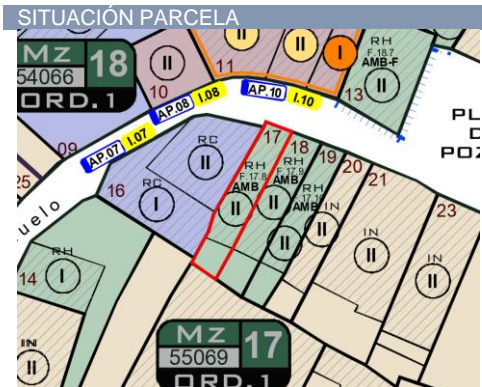 SITUACIÓN PARCELA
Mz 18
54066
ORD.1
10
II
11
II
II
I
13
RH
F.18.7
AMB-F
II
PL
D
POZ
AP.07 I.07
AP.08 I.08
AP.10 I.10
09
25
uelo
16
RC
I
RC
II
17
RH
F.17.8
AMB
II
18
RH
F.17.9
AMB
II
19
RH
AMB
II
20
IN
II
21
IN
II
23
IN
II
14
RH
I
IN
II
Mz 17
55069
ORD.1